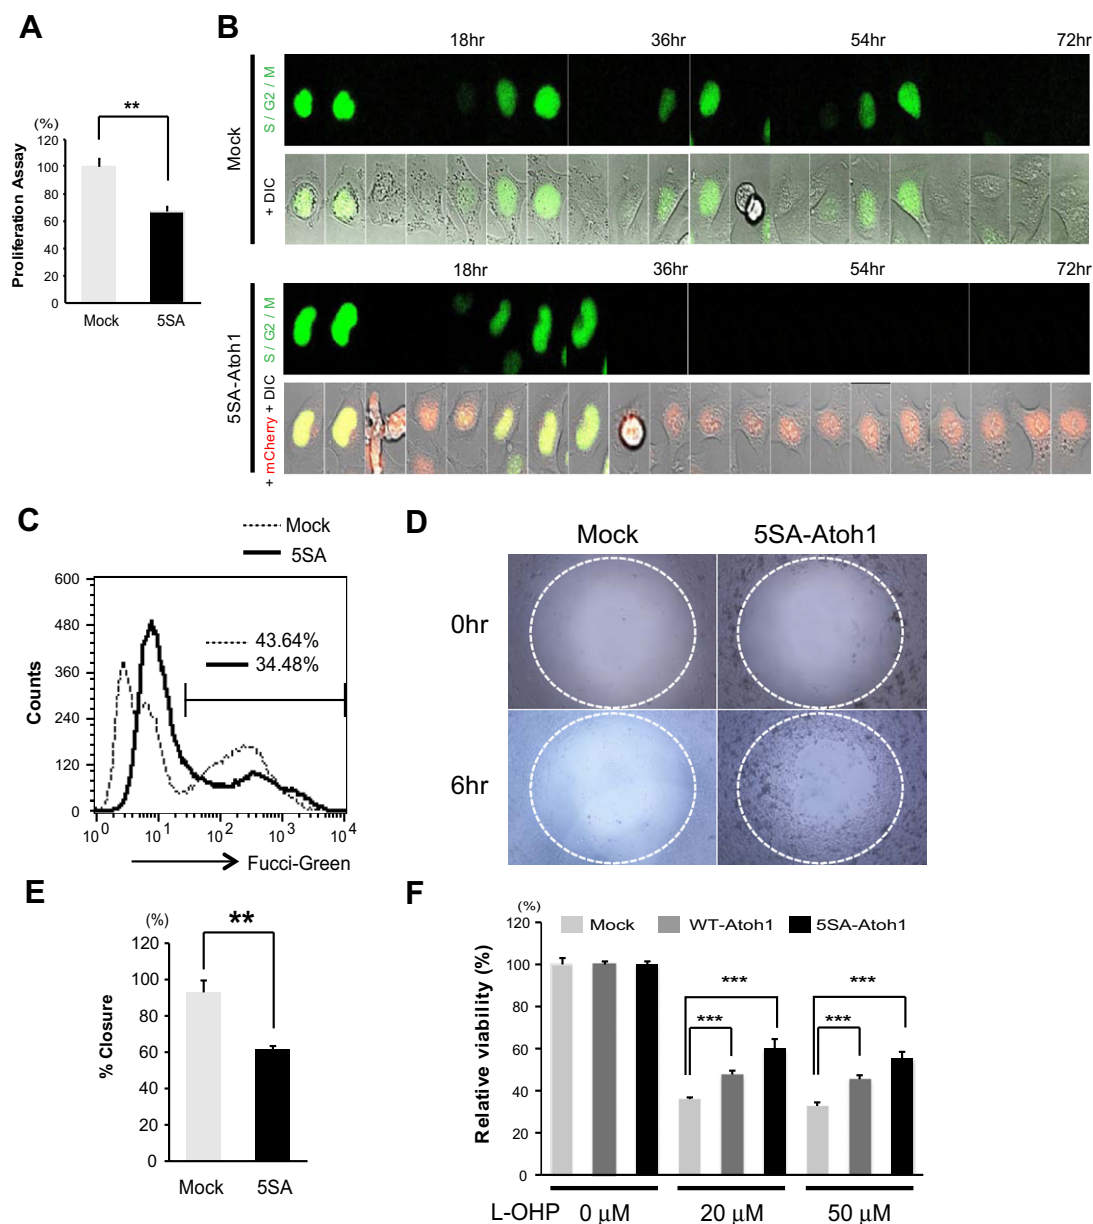 A
(%)
**
Proliferation Assay
120
100
80
60
40
20
0
Mock
5SA
B
18hr
36hr
54hr
72hr
Mock
S / G2 / M
+ DIC
18hr
36hr
54hr
72hr
5SA-Atoh1
S / G2 / M
+ mCherry + DIC
C
Mock
5SA
600
480
360
240
120
0
Counts
43.64%
34.48%
10^0
10^1
10^2
10^3
10^4
Fucci-Green
D
Mock
5SA-Atoh1
0hr
6hr
E
(%)
**
120
100
80
60
40
20
0
% Closure
Mock
5SA
F
(%)
Mock
WT-Atoh1
5SA-Atoh1
120
100
80
60
40
20
0
Relative viability (%)
***
***
***
***
L-OHP
0 μM
20 μM
50 μM